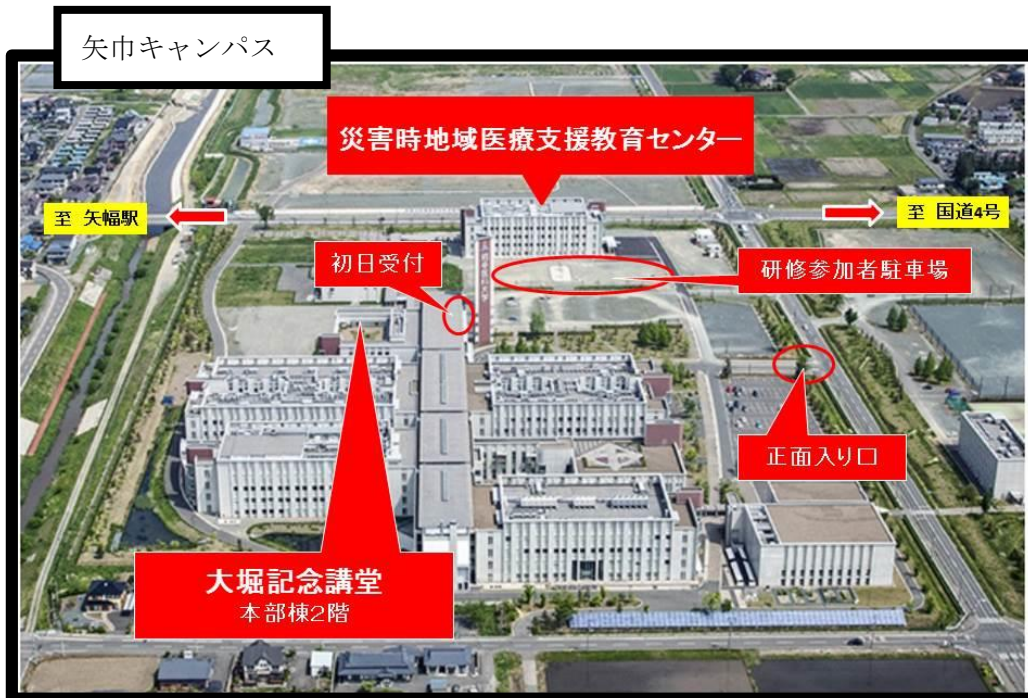 矢巾キャンパス
災害時地域医療支援教育センター
至 矢幅駅
至 国道4号
初日受付
研修参加者駐車場
正面入り口
大堀記念講堂
本部棟2階